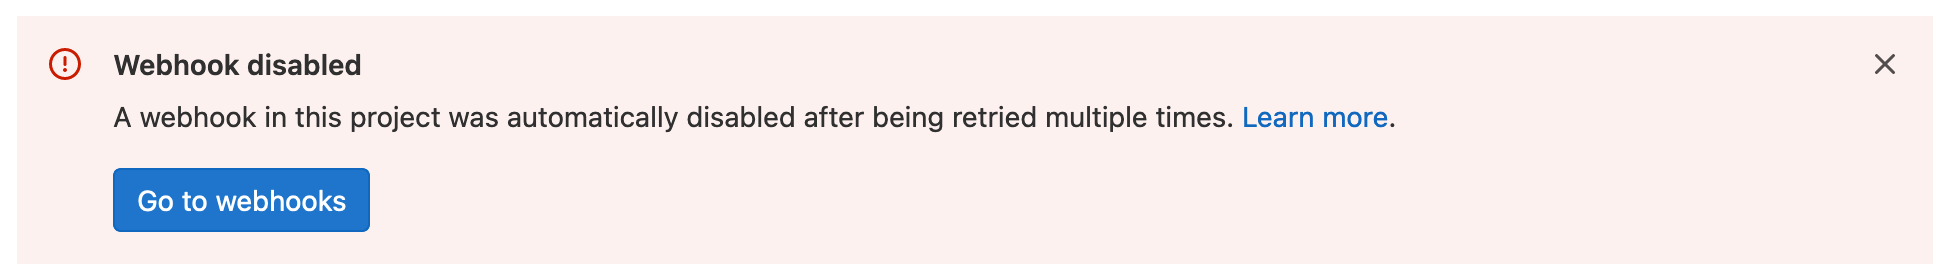 Webhook disabled
A webhook in this project was automatically disabled after being retried multiple times. Learn more.
Go to webhooks